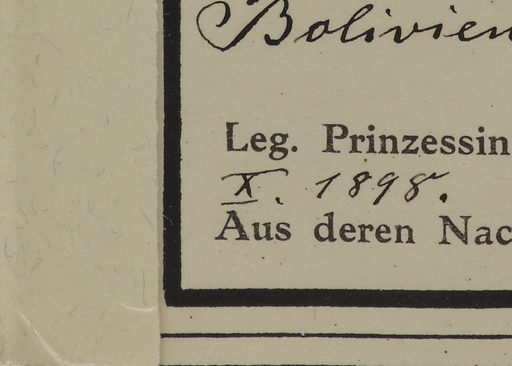 Bolivien
Leg. Prinzessin
X. 1898.
Aus deren Nac